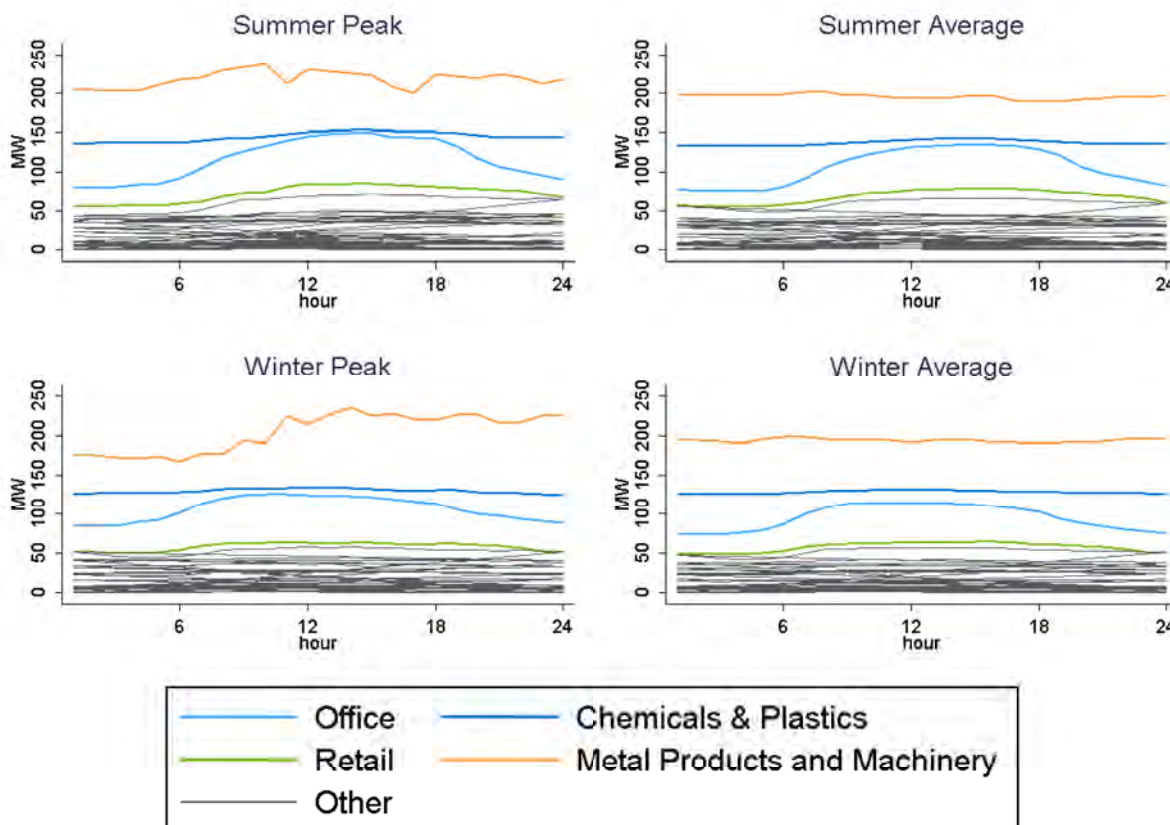 Summer Peak
MW
250
200
150
100
50
0
6
12
18
24
hour
Summer Average
MW
250
200
150
100
50
0
6
12
18
24
hour
Winter Peak
MW
250
200
150
100
50
0
6
12
18
24
hour
Winter Average
MW
250
200
150
100
50
0
6
12
18
24
hour
Office
Chemicals & Plastics
Retail
Metal Products and Machinery
Other